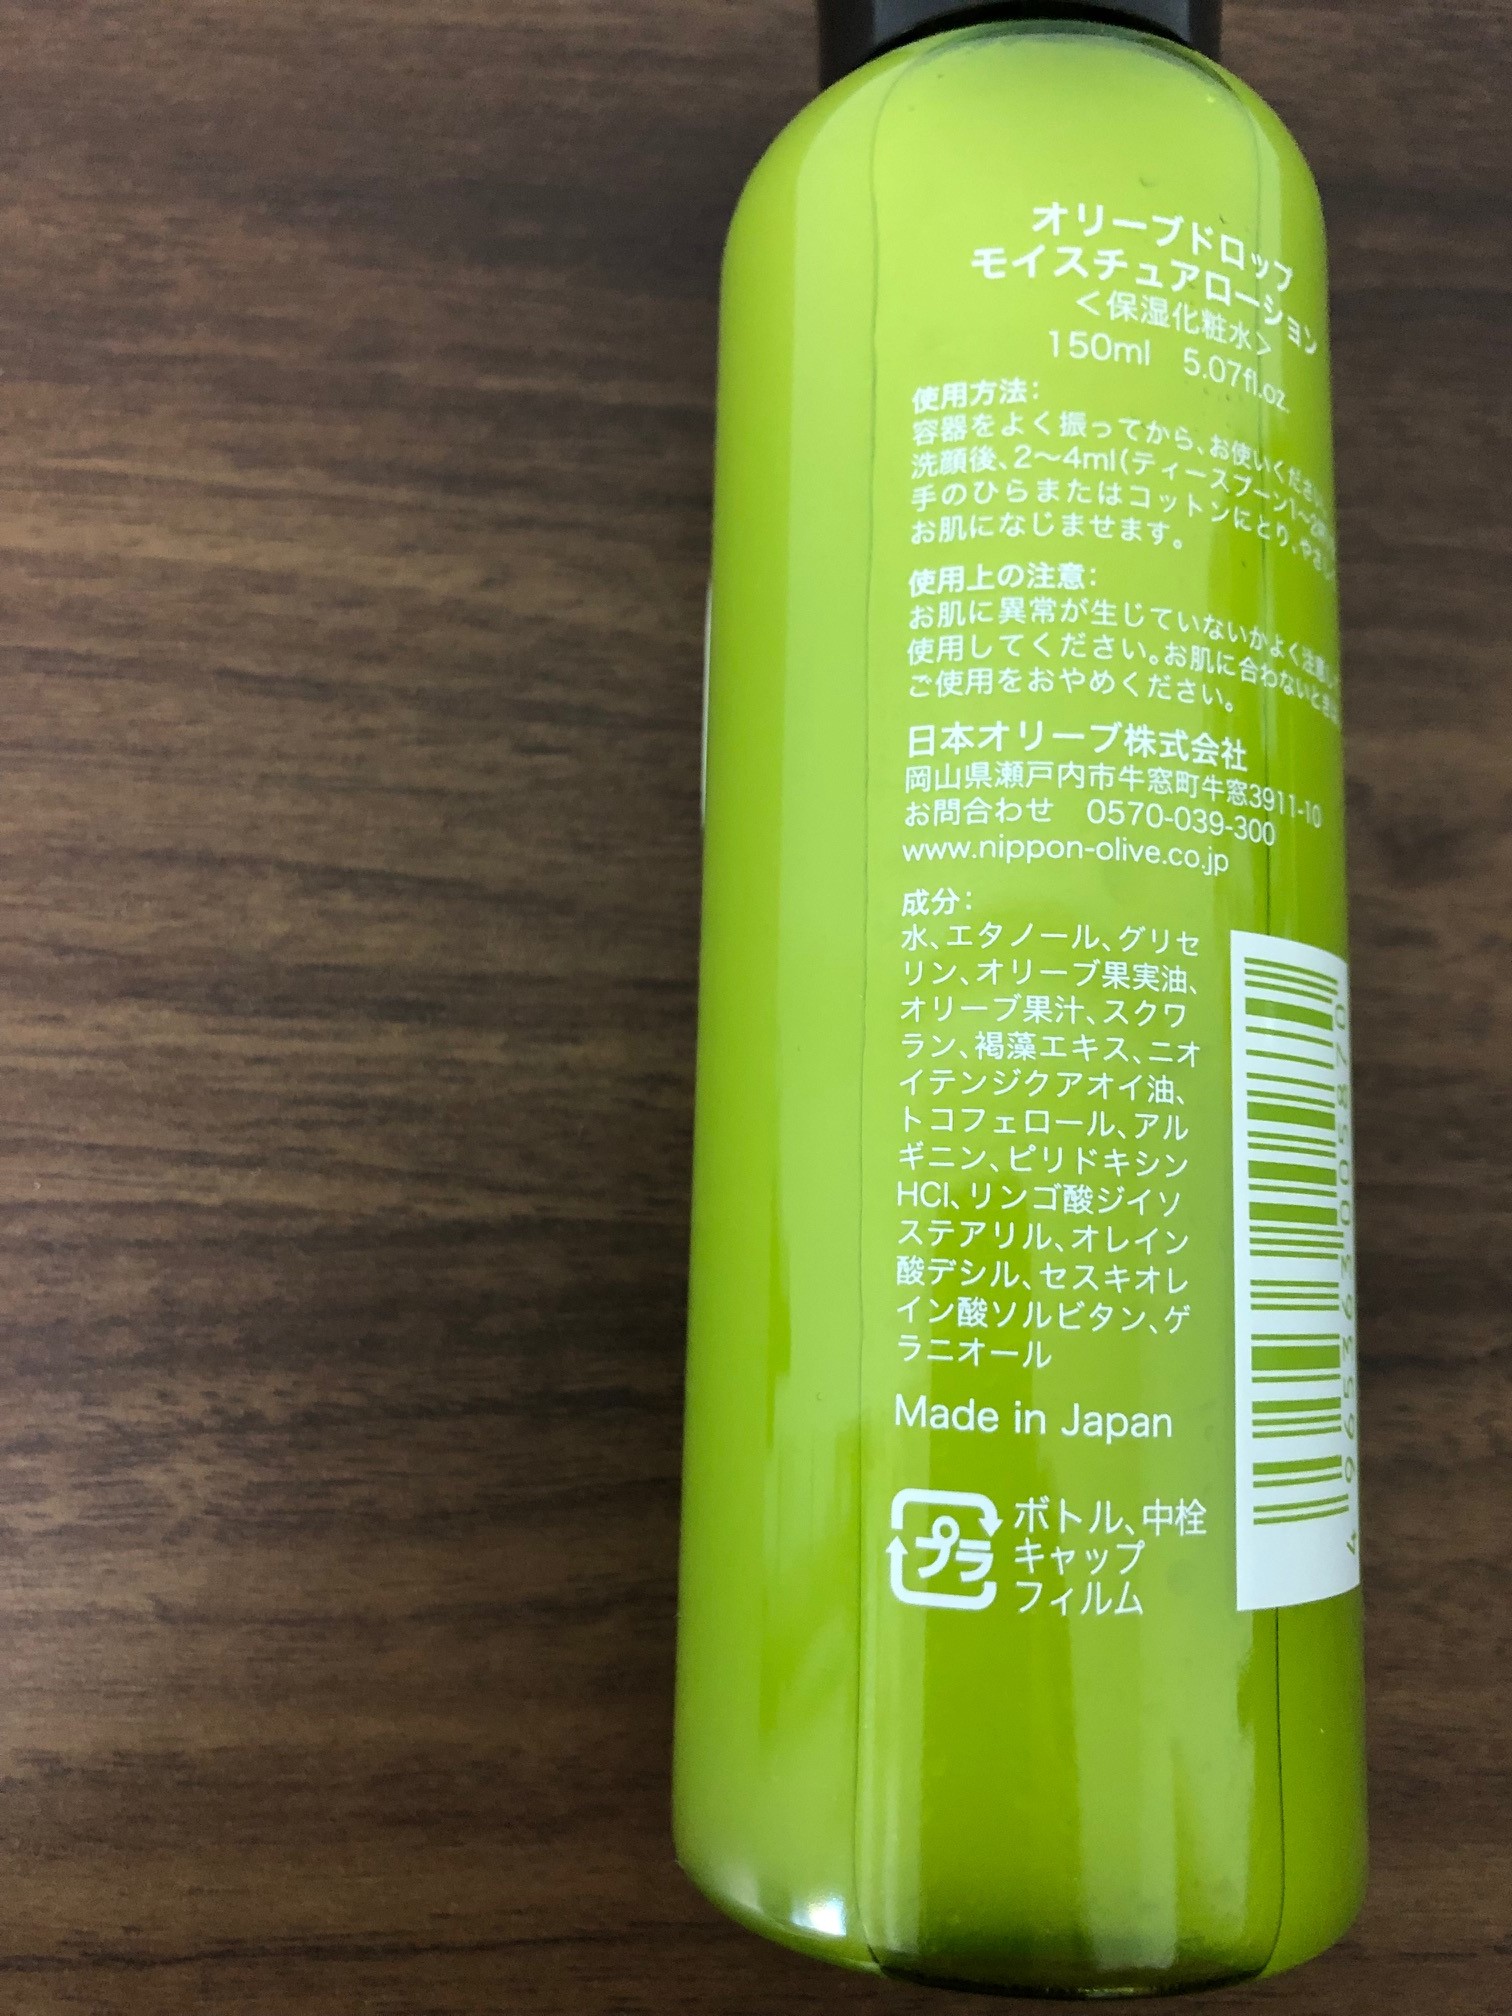 オリーブドロップ
モイスチュアローション
＜保湿化粧水＞
150ml 5.07fl.oz.
使用方法:
容器をよく振ってから、お使いください
洗顔後、2〜4ml(ティースプーン1〜2杯
手のひらまたはコットンにとり、やさし
お肌になじませます。
使用上の注意:
お肌に異常が生じていないかよく注意し
使用してください。お肌に合わないときは
ご使用をおやめください。
日本オリーブ株式会社
岡山県瀬戸内市牛窓町牛窓3911-10
お問合わせ 0570-039-300
www.nippon-olive.co.jp
成分:
水、エタノール、グリセ
リン、オリーブ果実油、
オリーブ果汁、スクワ
ラン、褐藻エキス、ニオ
イテンジクアオイ油、
トコフェロール、アル
ギニン、ピリドキシン
HCl、リンゴ酸ジイソ
ステアリル、オレイン
酸デシル、セスキオレ
イン酸ソルビタン、ゲ
ラニオール
Made in Japan
プラ
ボトル、中栓
キャップ
フィルム